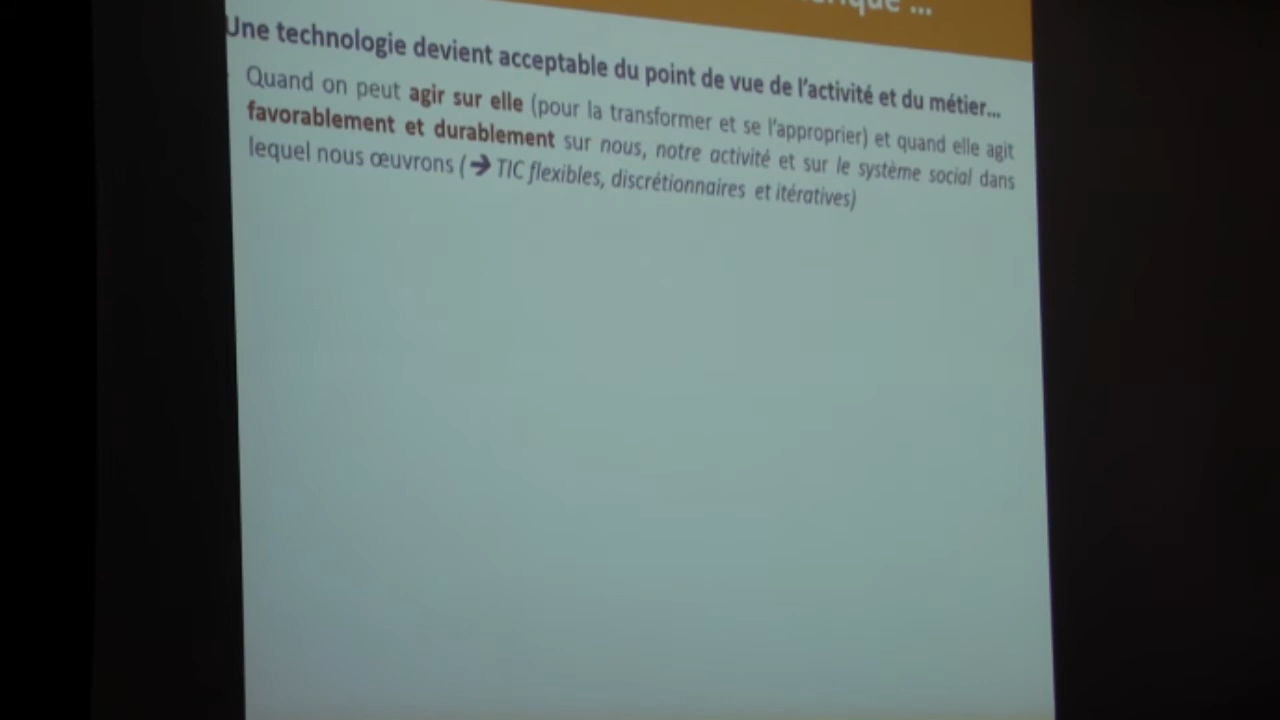 Une technologie devient acceptable du point de vue de l'activité et du métier...
Quand on peut agir sur elle (pour la transformer et se l'approprier) et quand elle agit
favorablement et durablement sur nous, notre activité et sur le système social dans
lequel nous œuvrons (➔ TIC flexibles, discrétionnaires et itératives)